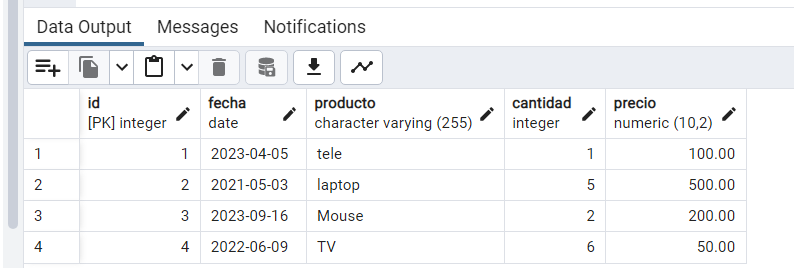 Data Output Messages Notifications
id fecha producto cantidad precio
[PK] integer date character varying (255) integer numeric (10,2)
1 1 2023-04-05 tele 1 100.00
2 2 2021-05-03 laptop 5 500.00
3 3 2023-09-16 Mouse 2 200.00
4 4 2022-06-09 TV 6 50.00